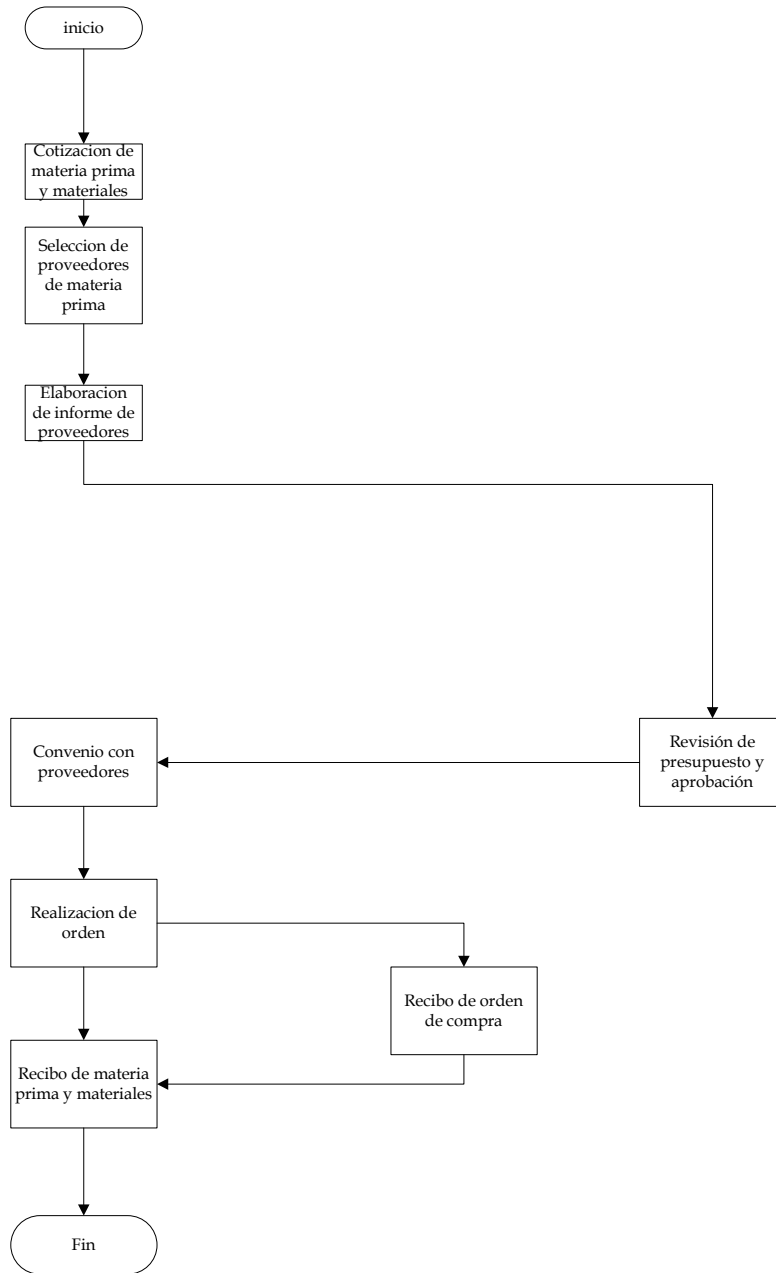 inicio
Cotizacion de
materia prima
y materiales
Seleccion de
proveedores
de materia
prima
Elaboracion
de informe de
proveedores
Convenio con
proveedores
Revisión de
presupuesto y
aprobación
Realizacion de
orden
Recibo de orden
de compra
Recibo de materia
prima y materiales
Fin